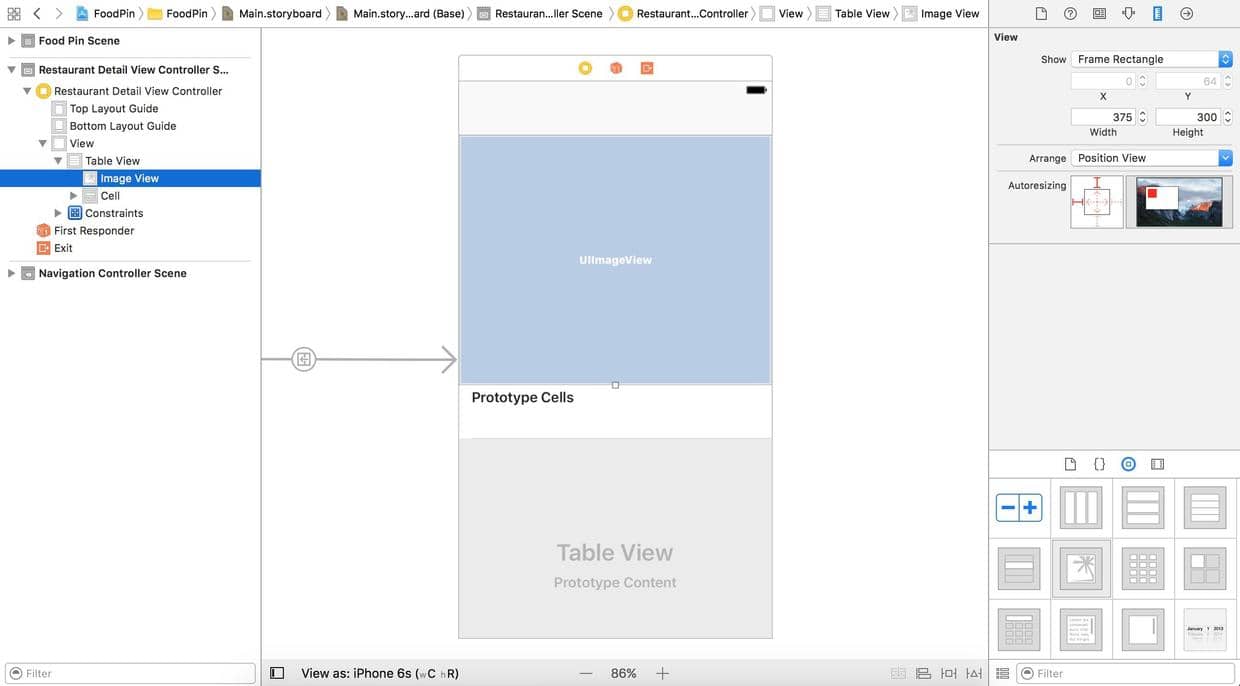 FoodPin FoodPin Main.storyboard Main.story...ard (Base) Restauran...ller Scene Restaurant...Controller View Table View Image View
Food Pin Scene
Restaurant Detail View Controller S...
Restaurant Detail View Controller
Top Layout Guide
Bottom Layout Guide
View
Table View
Image View
Cell
Constraints
First Responder
Exit
Navigation Controller Scene
Filter
UIImageView
Prototype Cells
Table View
Prototype Content
View as: iPhone 6s (wC hR)
86%
View
Show Frame Rectangle
0 64
X Y
375 300
Width Height
Arrange Position View
Autoresizing
{}
January 1 2013
Filter